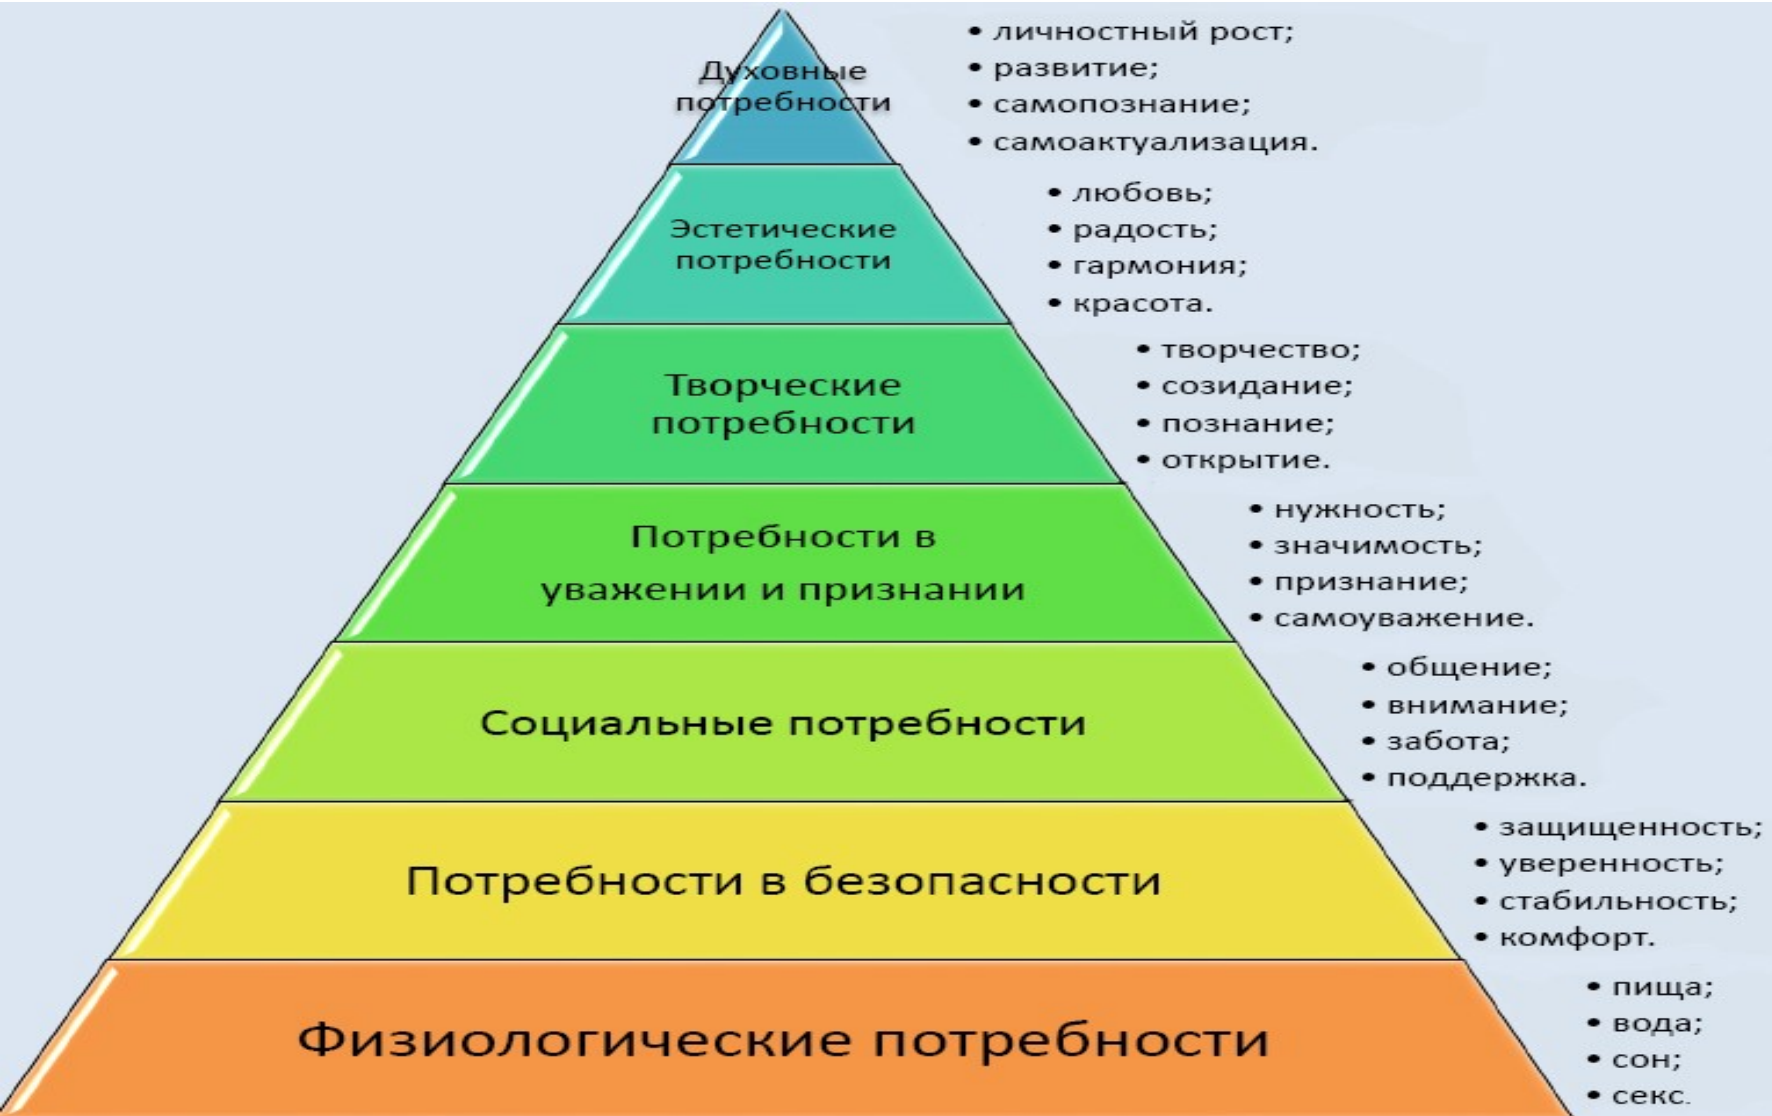 Духовные
потребности
• личностный рост;
• развитие;
• самопознание;
• самоактуализация.
Эстетические
потребности
• любовь;
• радость;
• гармония;
• красота.
Творческие
потребности
• творчество;
• созидание;
• познание;
• открытие.
Потребности в
уважении и признании
• нужность;
• значимость;
• признание;
• самоуважение.
Социальные потребности
• общение;
• внимание;
• забота;
• поддержка.
Потребности в безопасности
• защищенность;
• уверенность;
• стабильность;
• комфорт.
Физиологические потребности
• пища;
• вода;
• сон;
• секс.